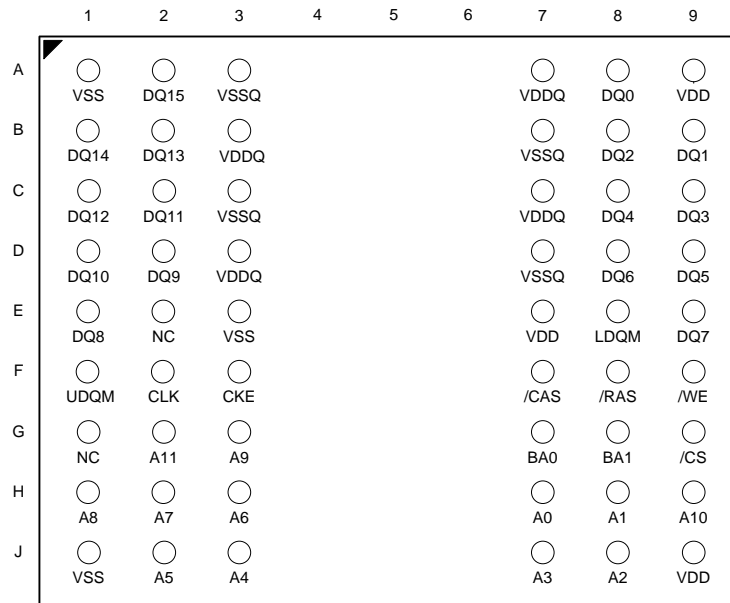 1 2 3 4 5 6 7 8 9
A
VSS DQ15 VSSQ VDDQ DQ0 VDD
B
DQ14 DQ13 VDDQ VSSQ DQ2 DQ1
C
DQ12 DQ11 VSSQ VDDQ DQ4 DQ3
D
DQ10 DQ9 VDDQ VSSQ DQ6 DQ5
E
DQ8 NC VSS VDD LDQM DQ7
F
UDQM CLK CKE /CAS /RAS /WE
G
NC A11 A9 BA0 BA1 /CS
H
A8 A7 A6 A0 A1 A10
J
VSS A5 A4 A3 A2 VDD